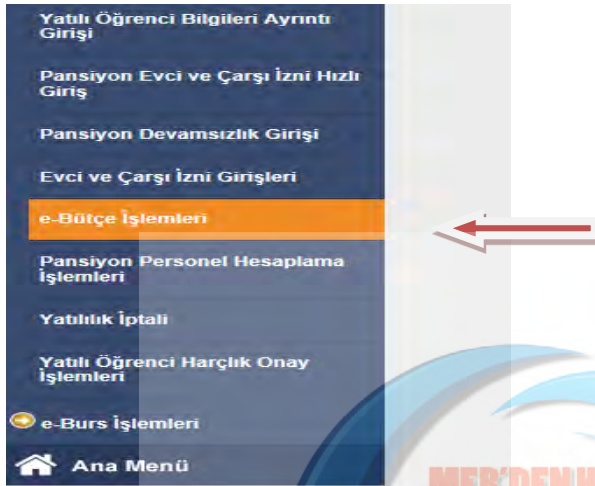 Yatılı Öğrenci Bilgileri Ayrıntı
Girişi
Pansiyon Evci ve Çarşı İzni Hızlı
Giriş
Pansiyon Devamsızlık Girişi
Evci ve Çarşı İzni Girişleri
e-Bütçe İşlemleri
Pansiyon Personel Hesaplama
İşlemleri
Yatılılık İptali
Yatılı Öğrenci Harçlık Onay
İşlemleri
e-Burs İşlemleri
Ana Menü